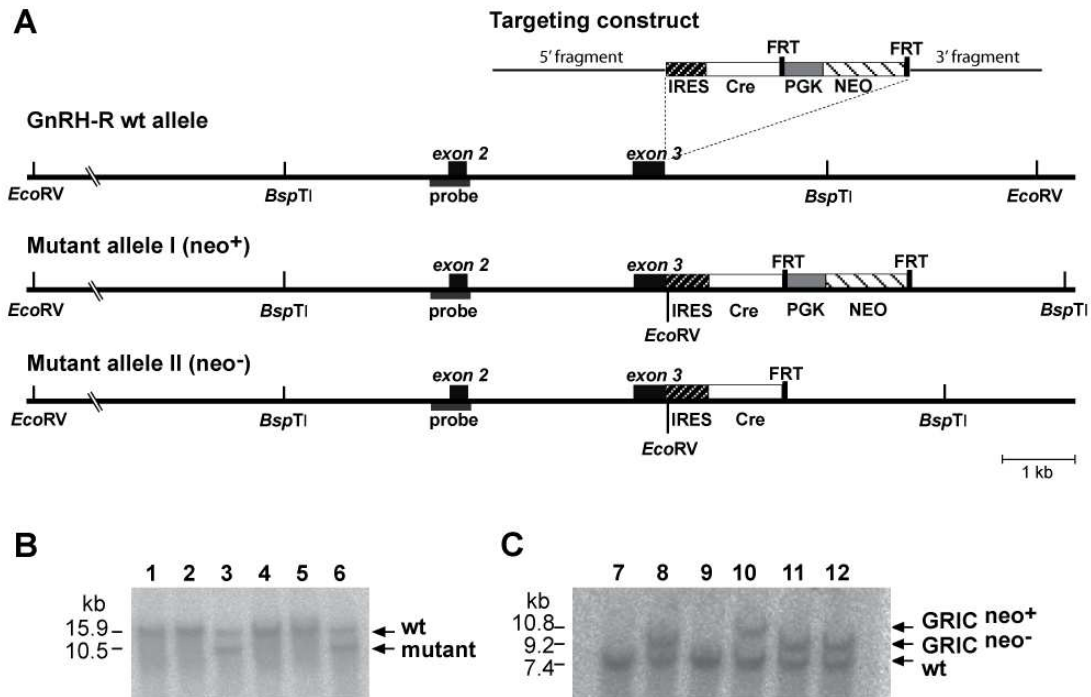 A
Targeting construct
5' fragment
FRT
FRT
3' fragment
IRES Cre PGK NEO
GnRH-R wt allele
exon 2
exon 3
EcoRV
BspTI
probe
BspTI
EcoRV
Mutant allele I (neo+)
exon 2
exon 3
FRT
FRT
EcoRV
BspTI
probe
IRES Cre PGK NEO
BspTI
EcoRV
Mutant allele II (neo-)
exon 2
exon 3
FRT
EcoRV
BspTI
probe
IRES Cre
BspTI
EcoRV
1 kb
B
1 2 3 4 5 6
kb
15.9
10.5
wt
mutant
C
7 8 9 10 11 12
kb
10.8
9.2
7.4
GRIC neo+
GRIC neo-
wt